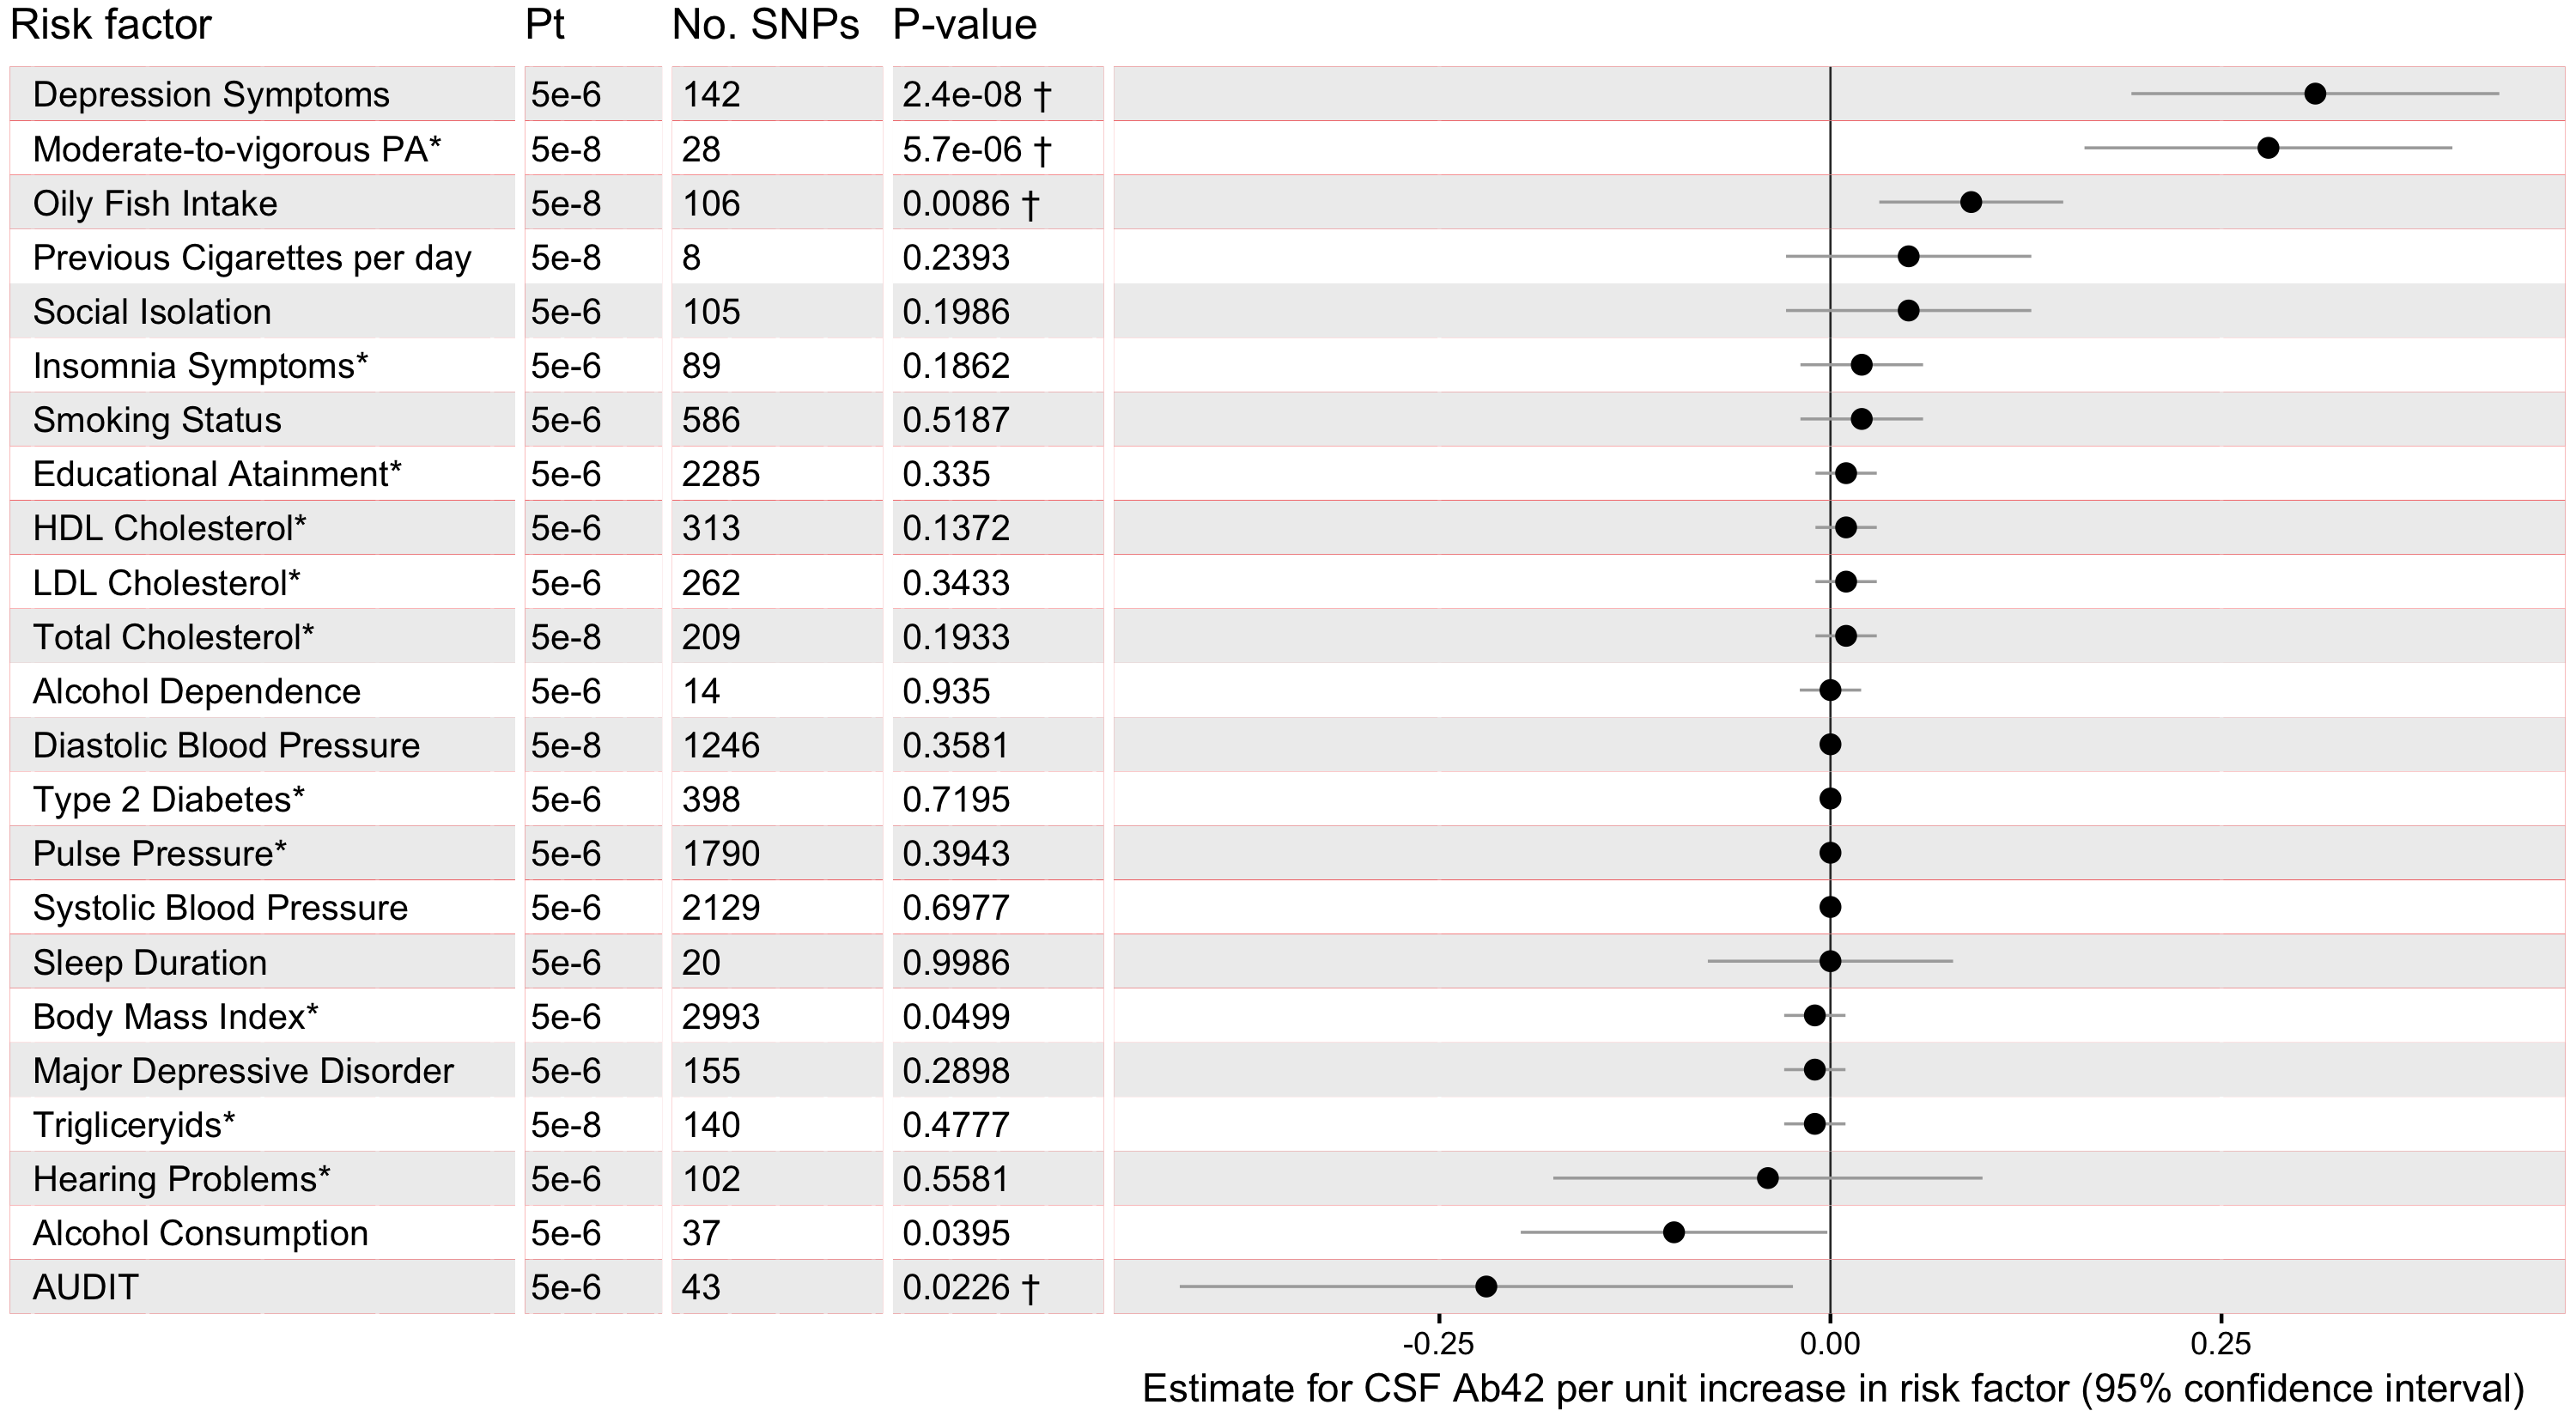 Risk factor Pt No. SNPs P-value
Depression Symptoms 5e-6 142 2.4e-08 †
Moderate-to-vigorous PA* 5e-8 28 5.7e-06 †
Oily Fish Intake 5e-8 106 0.0086 †
Previous Cigarettes per day 5e-8 8 0.2393
Social Isolation 5e-6 105 0.1986
Insomnia Symptoms* 5e-6 89 0.1862
Smoking Status 5e-6 586 0.5187
Educational Atainment* 5e-6 2285 0.335
HDL Cholesterol* 5e-6 313 0.1372
LDL Cholesterol* 5e-6 262 0.3433
Total Cholesterol* 5e-8 209 0.1933
Alcohol Dependence 5e-6 14 0.935
Diastolic Blood Pressure 5e-8 1246 0.3581
Type 2 Diabetes* 5e-6 398 0.7195
Pulse Pressure* 5e-6 1790 0.3943
Systolic Blood Pressure 5e-6 2129 0.6977
Sleep Duration 5e-6 20 0.9986
Body Mass Index* 5e-6 2993 0.0499
Major Depressive Disorder 5e-6 155 0.2898
Trigliceryids* 5e-8 140 0.4777
Hearing Problems* 5e-6 102 0.5581
Alcohol Consumption 5e-6 37 0.0395
AUDIT 5e-6 43 0.0226 †
-0.25 0.00 0.25
Estimate for CSF Ab42 per unit increase in risk factor (95% confidence interval)